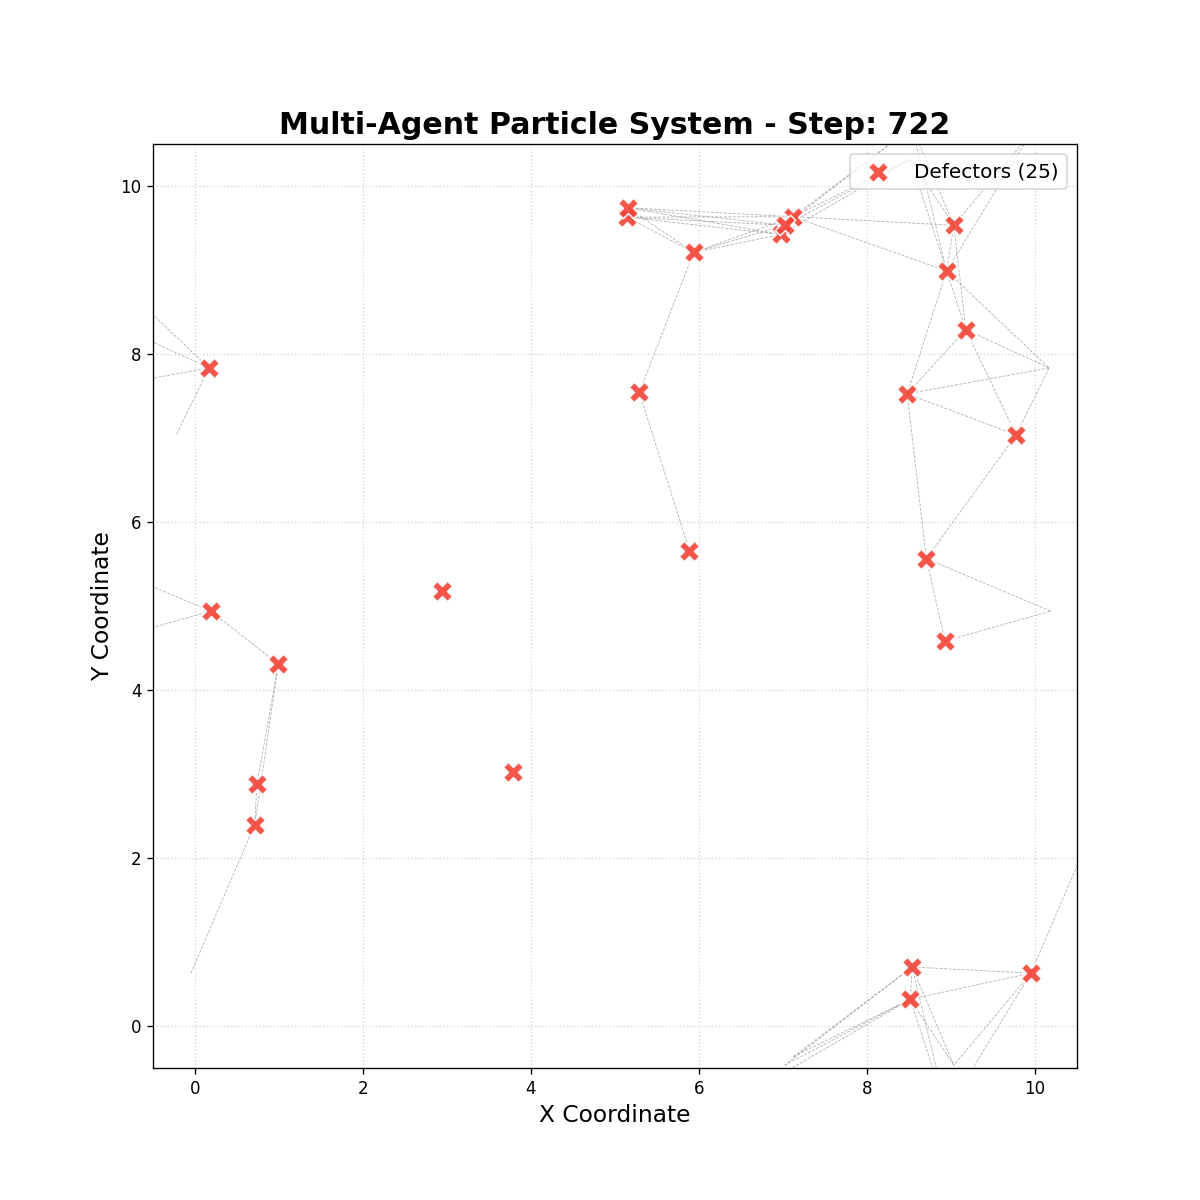 Multi-Agent Particle System - Step: 722
Defectors (25)
10
8
6
4
2
0
Y Coordinate
0 2 4 6 8 10
X Coordinate